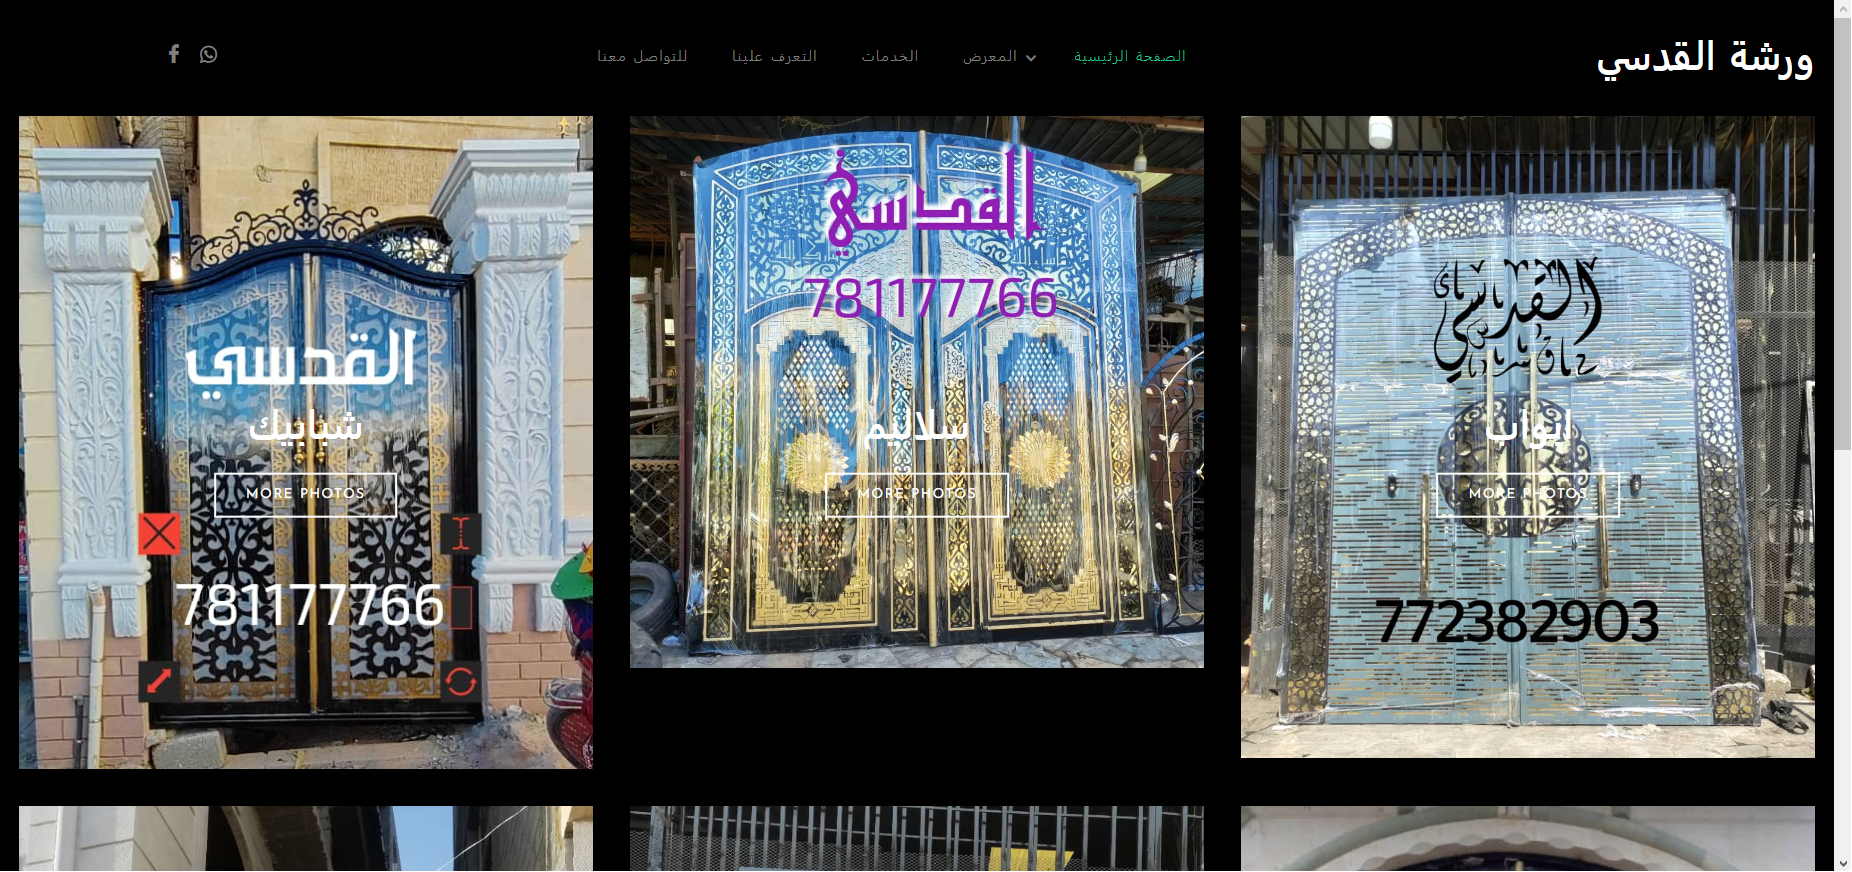 ورشة القدسي
الصفحة الرئيسية
المعرض
الخدمات
التعرف علينا
للتواصل معنا
القدسي
ابواب
MORE PHOTOS
772382903
القدسي
781177766
سلاليم
MORE PHOTOS
القدسي
شبابيك
MORE PHOTOS
781177766